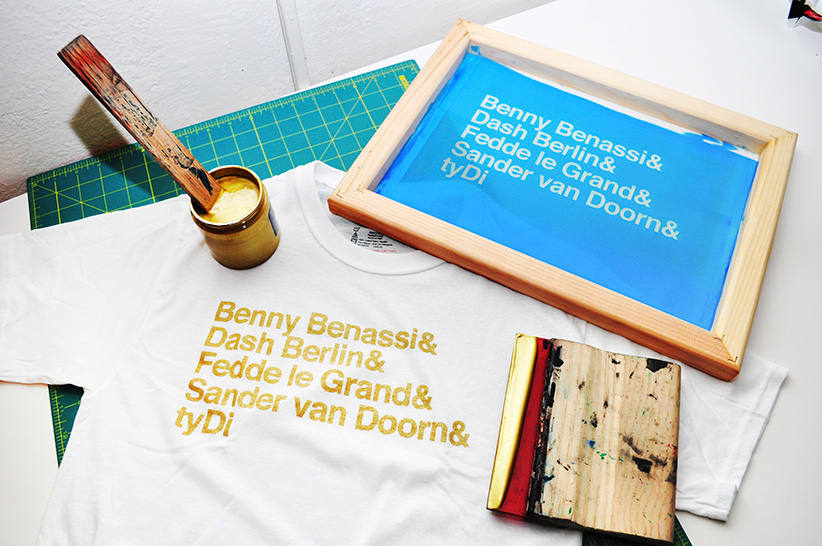 Benny Benassi&
Dash Berlin&
Fedde le Grand&
Sander van Doorn&
tyDi
Benny Benassi&
Dash Berlin&
Fedde le Grand&
Sander van Doorn&
tyDi